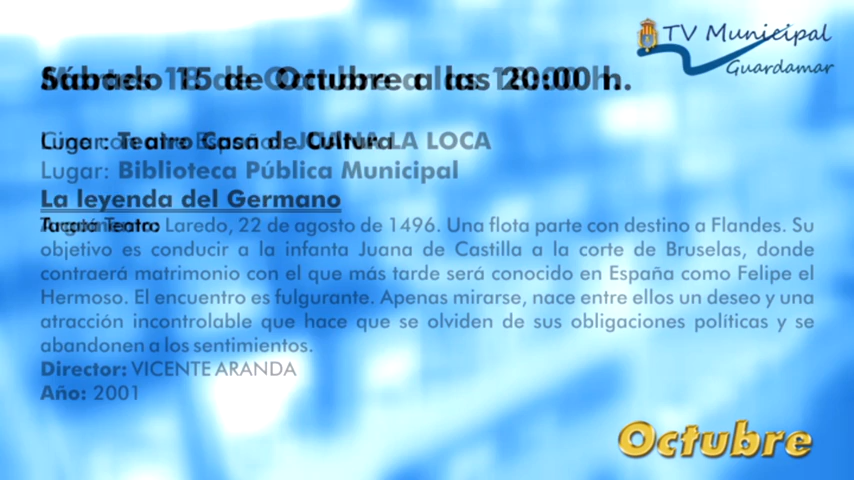 TV Municipal
Guardamar
Sábado 15 de Octubre a las 20:00 h.
Lugar: Teatro Casa de Cultura
JUANA LA LOCA
Lugar: Biblioteca Pública Municipal
La leyenda del Germano
Laredo, 22 de agosto de 1496. Una flota parte con destino a Flandes. Su
objetivo es conducir a la infanta Juana de Castilla a la corte de Bruselas, donde
contraerá matrimonio con el que más tarde será conocido en España como Felipe el
Hermoso. El encuentro es fulgurante. Apenas mirarse, nace entre ellos un deseo y una
atracción incontrolable que hace que se olviden de sus obligaciones políticas y se
abandonen a los sentimientos.
Director: VICENTE ARANDA
Año: 2001
Octubre